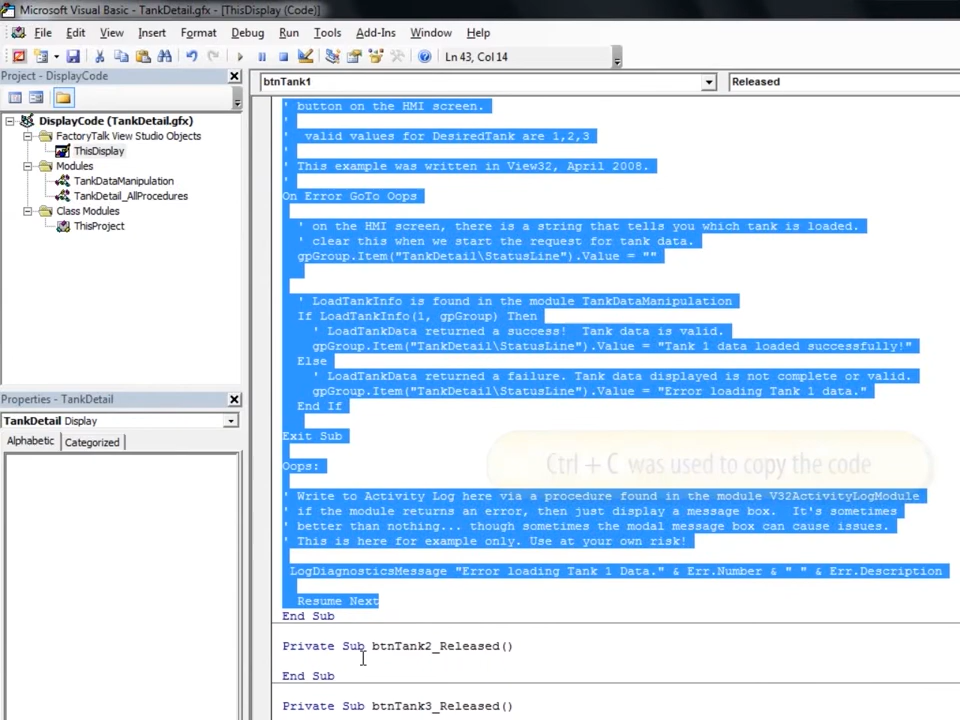 Microsoft Visual Basic - TankDetail.gfx - [ThisDisplay (Code)]
File Edit View Insert Format Debug Run Tools Add-Ins Window Help
Ln 43, Col 14
Project - DisplayCode
btnTank1
Released
DisplayCode (TankDetail.gfx)
FactoryTalk View Studio Objects
ThisDisplay
Modules
TankDataManipulation
TankDetail_AllProcedures
Class Modules
ThisProject
Properties - TankDetail
TankDetail Display
Alphabetic Categorized
' button on the HMI screen.
'
' valid values for DesiredTank are 1,2,3
'
' This example was written in View32, April 2008.
'
On Error GoTo Oops
' on the HMI screen, there is a string that tells you which tank is loaded.
' clear this when we start the request for tank data.
gpGroup.Item("TankDetail\StatusLine").Value = ""
' LoadTankInfo is found in the module TankDataManipulation
If LoadTankInfo(1, gpGroup) Then
' LoadTankData returned a success! Tank data is valid.
gpGroup.Item("TankDetail\StatusLine").Value = "Tank 1 data loaded successfully!"
Else
' LoadTankData returned a failure. Tank data displayed is not complete or valid.
gpGroup.Item("TankDetail\StatusLine").Value = "Error loading Tank 1 data."
End If
Exit Sub
Oops:
Ctrl + C was used to copy the code
' Write to Activity Log here via a procedure found in the module V32ActivityLogModule
' if the module returns an error, then just display a message box. It's sometimes
' better than nothing... though sometimes the modal message box can cause issues.
' This is here for example only. Use at your own risk!
LogDiagnosticsMessage "Error loading Tank 1 Data." & Err.Number & " " & Err.Description
Resume Next
End Sub
Private Sub btnTank2_Released()
End Sub
Private Sub btnTank3_Released()